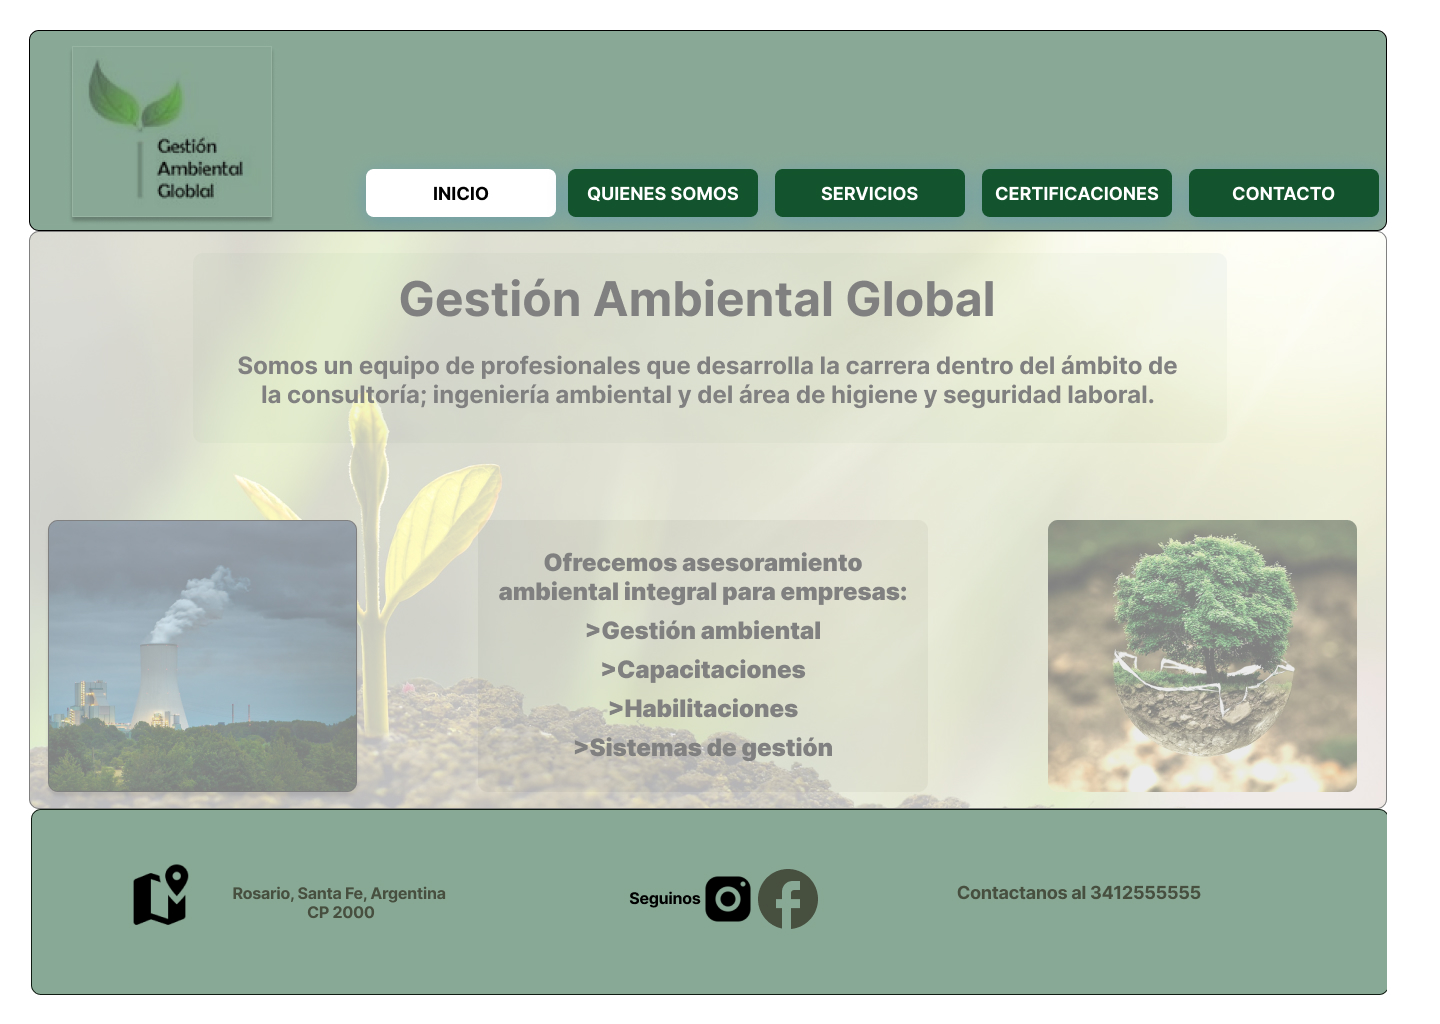 Gestión
Ambiental
Globlal
INICIO
QUIENES SOMOS
SERVICIOS
CERTIFICACIONES
CONTACTO
Gestión Ambiental Global
Somos un equipo de profesionales que desarrolla la carrera dentro del ámbito de
la consultoría; ingeniería ambiental y del área de higiene y seguridad laboral.
Ofrecemos asesoramiento
ambiental integral para empresas:
>Gestión ambiental
>Capacitaciones
>Habilitaciones
>Sistemas de gestión
Rosario, Santa Fe, Argentina
CP 2000
Seguinos
Contactanos al 3412555555